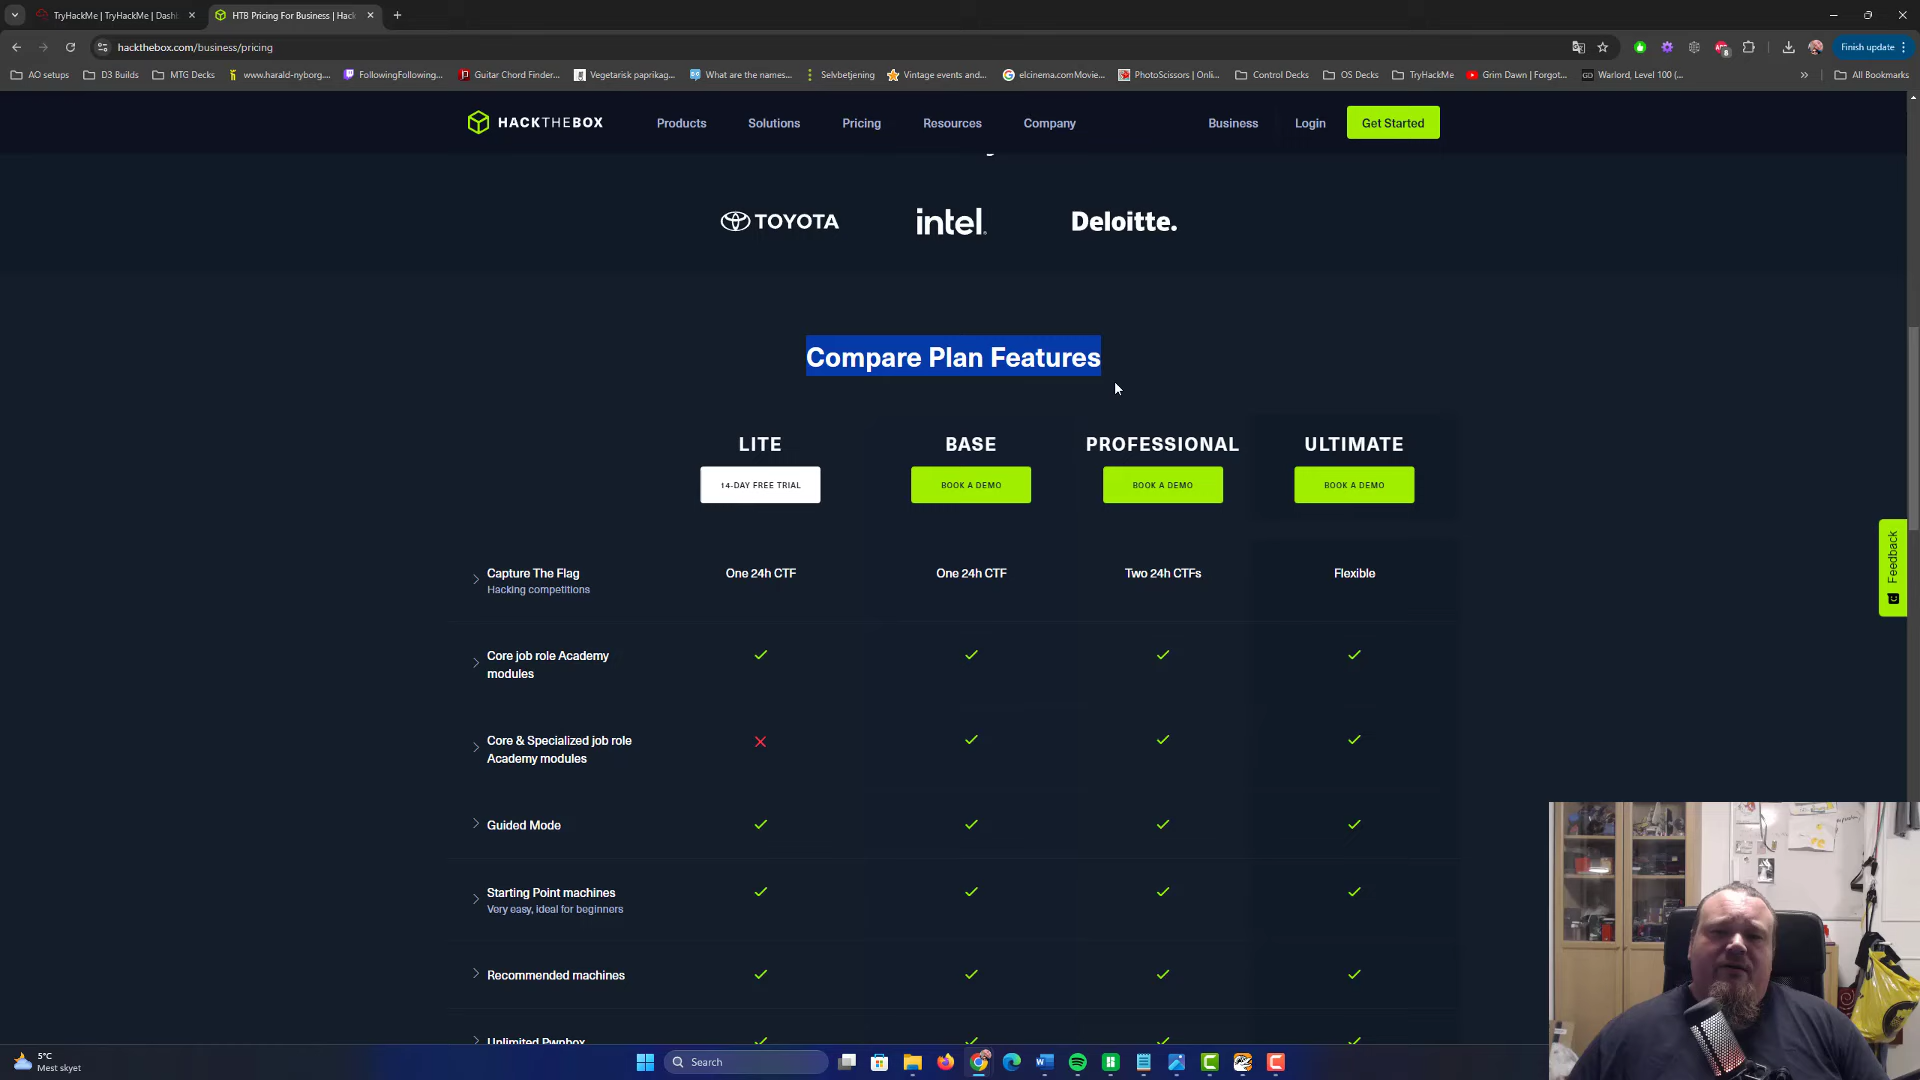 TryHackMe | TryHackMe | Dash
HTB Pricing For Business | Hack
hackthebox.com/business/pricing
Finish update
AO setups
D3 Builds
MTG Decks
www.harald-nyborg...
FollowingFollowing...
Guitar Chord Finder...
Vegetarisk paprikag...
What are the names...
Selvbetjening
Vintage events and...
elcinema.comMovie...
PhotoScissors | Onli...
Control Decks
OS Decks
TryHackMe
Grim Dawn | Forgot...
Warlord, Level 100 (...
All Bookmarks
HACKTHEBOX
Products
Solutions
Pricing
Resources
Company
Business
Login
Get Started
TOYOTA
intel.
Deloitte.
Compare Plan Features
LITE
BASE
PROFESSIONAL
ULTIMATE
14-DAY FREE TRIAL
BOOK A DEMO
BOOK A DEMO
BOOK A DEMO
Feedback
Capture The Flag
Hacking competitions
One 24h CTF
One 24h CTF
Two 24h CTFs
Flexible
Core job role Academy
modules
Core & Specialized job role
Academy modules
Guided Mode
Starting Point machines
Very easy, ideal for beginners
Recommended machines
Unlimited Pwnbox
5°C
Mest skyet
Search